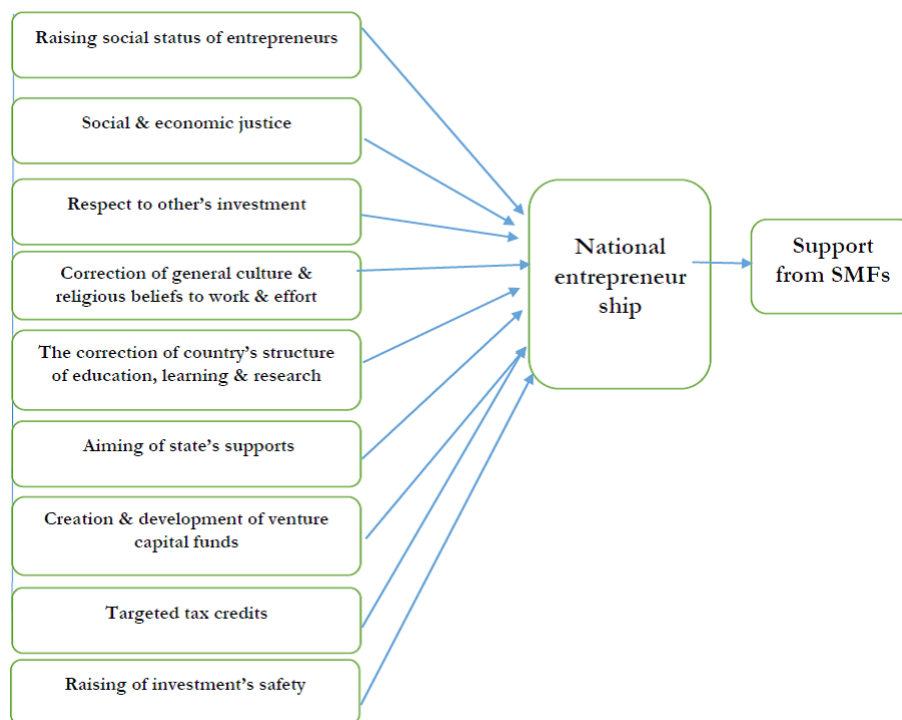 Raising social status of entrepreneurs
Social & economic justice
Respect to other's investment
Correction of general culture &
religious beliefs to work & effort
The correction of country's structure
of education, learning & research
Aiming of state's supports
Creation & development of venture
capital funds
Targeted tax credits
Raising of investment's safety
National
entrepreneur
ship
Support
from SMFs